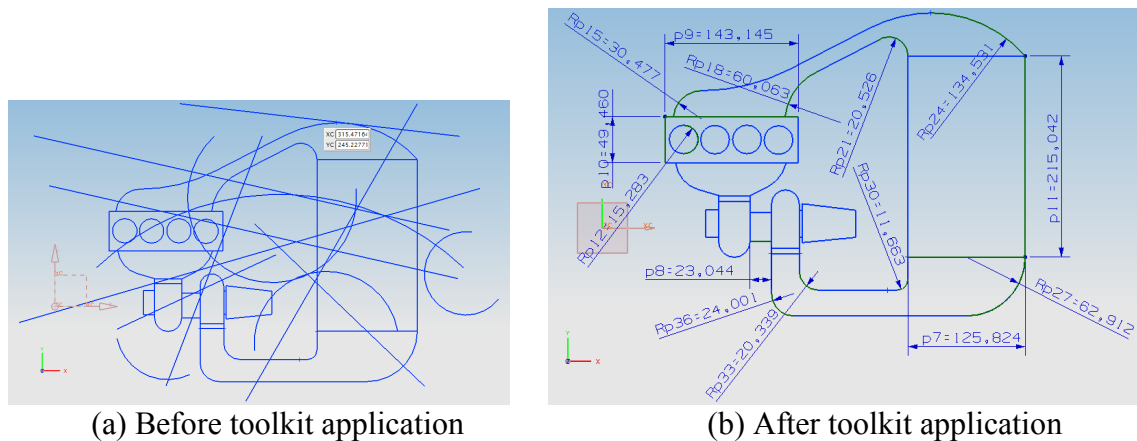 XC 315.4716
YC 245.22771
X
Y
(a) Before toolkit application
p9=143,145
Rp15=30,477
Rp18=60,063
Rp24=134,531
p10=49,460
Rp21=20,526
p11=215,042
Rp12=15,283
Rp30=11,663
p8=23,044
Rp36=24,001
Rp33=20,339
Rp27=62,912
p7=125,824
X
Y
(b) After toolkit application